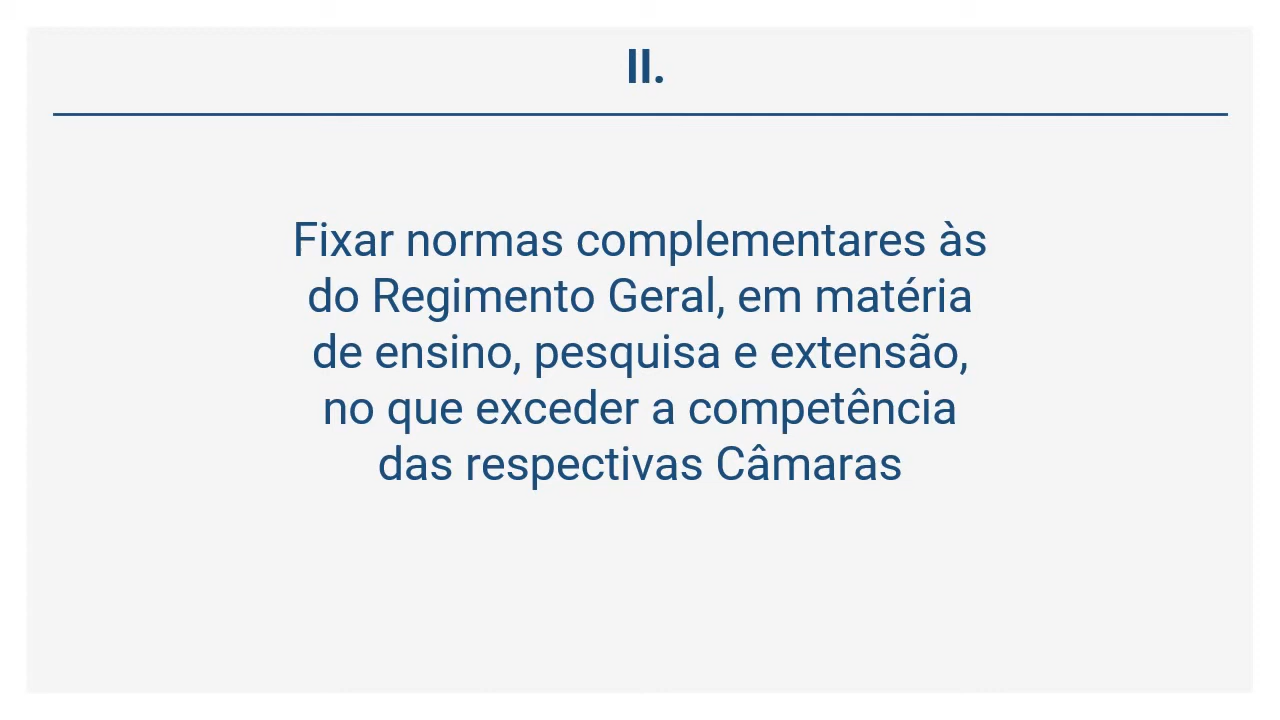 II.
Fixar normas complementares às
do Regimento Geral, em matéria
de ensino, pesquisa e extensão,
no que exceder a competência
das respectivas Câmaras